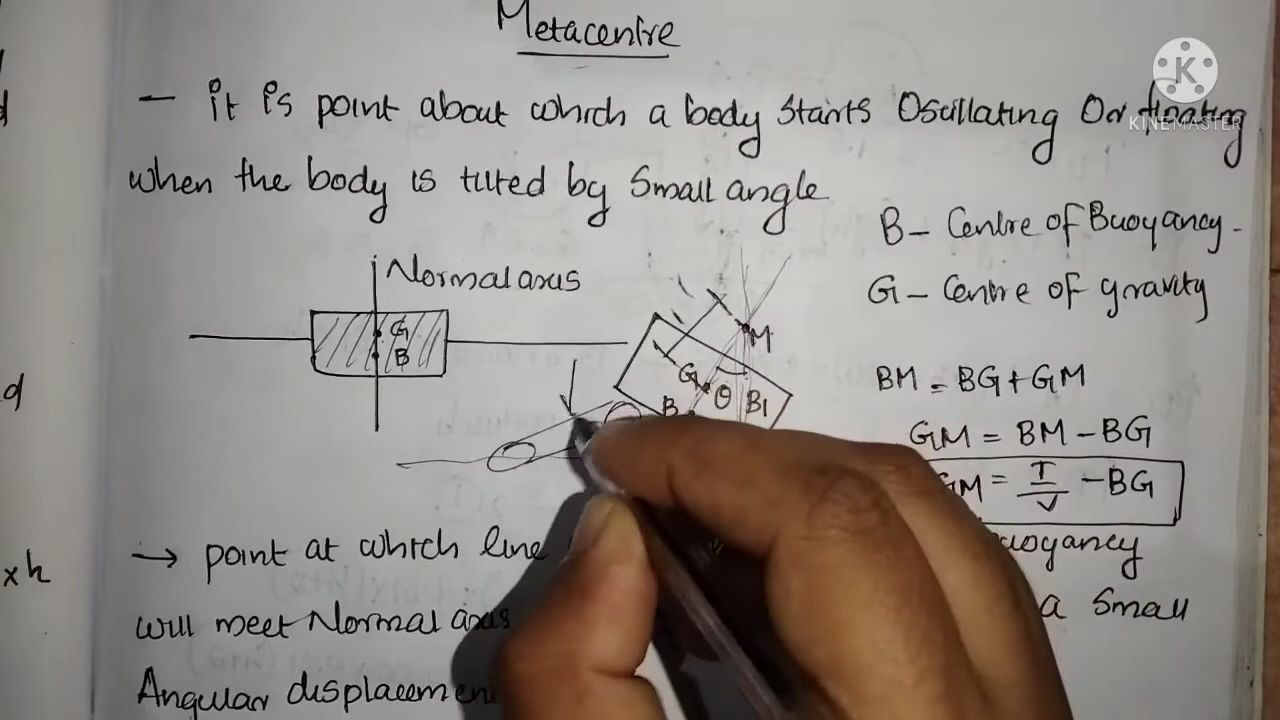 Metacentre
K
KINEMASTER
- it is point about which a body starts Oscillating Or floating
when the body is tilted by small angle
B - Centre of Buoyancy -
G - Centre of gravity
Normal axis
G
B
M
G
θ
B
B1
BM = BG + GM
GM = BM - BG
GM = I/V - BG
d
x h
→ point at which line
buoyancy
will meet Normal axis
a small
Angular displacemen